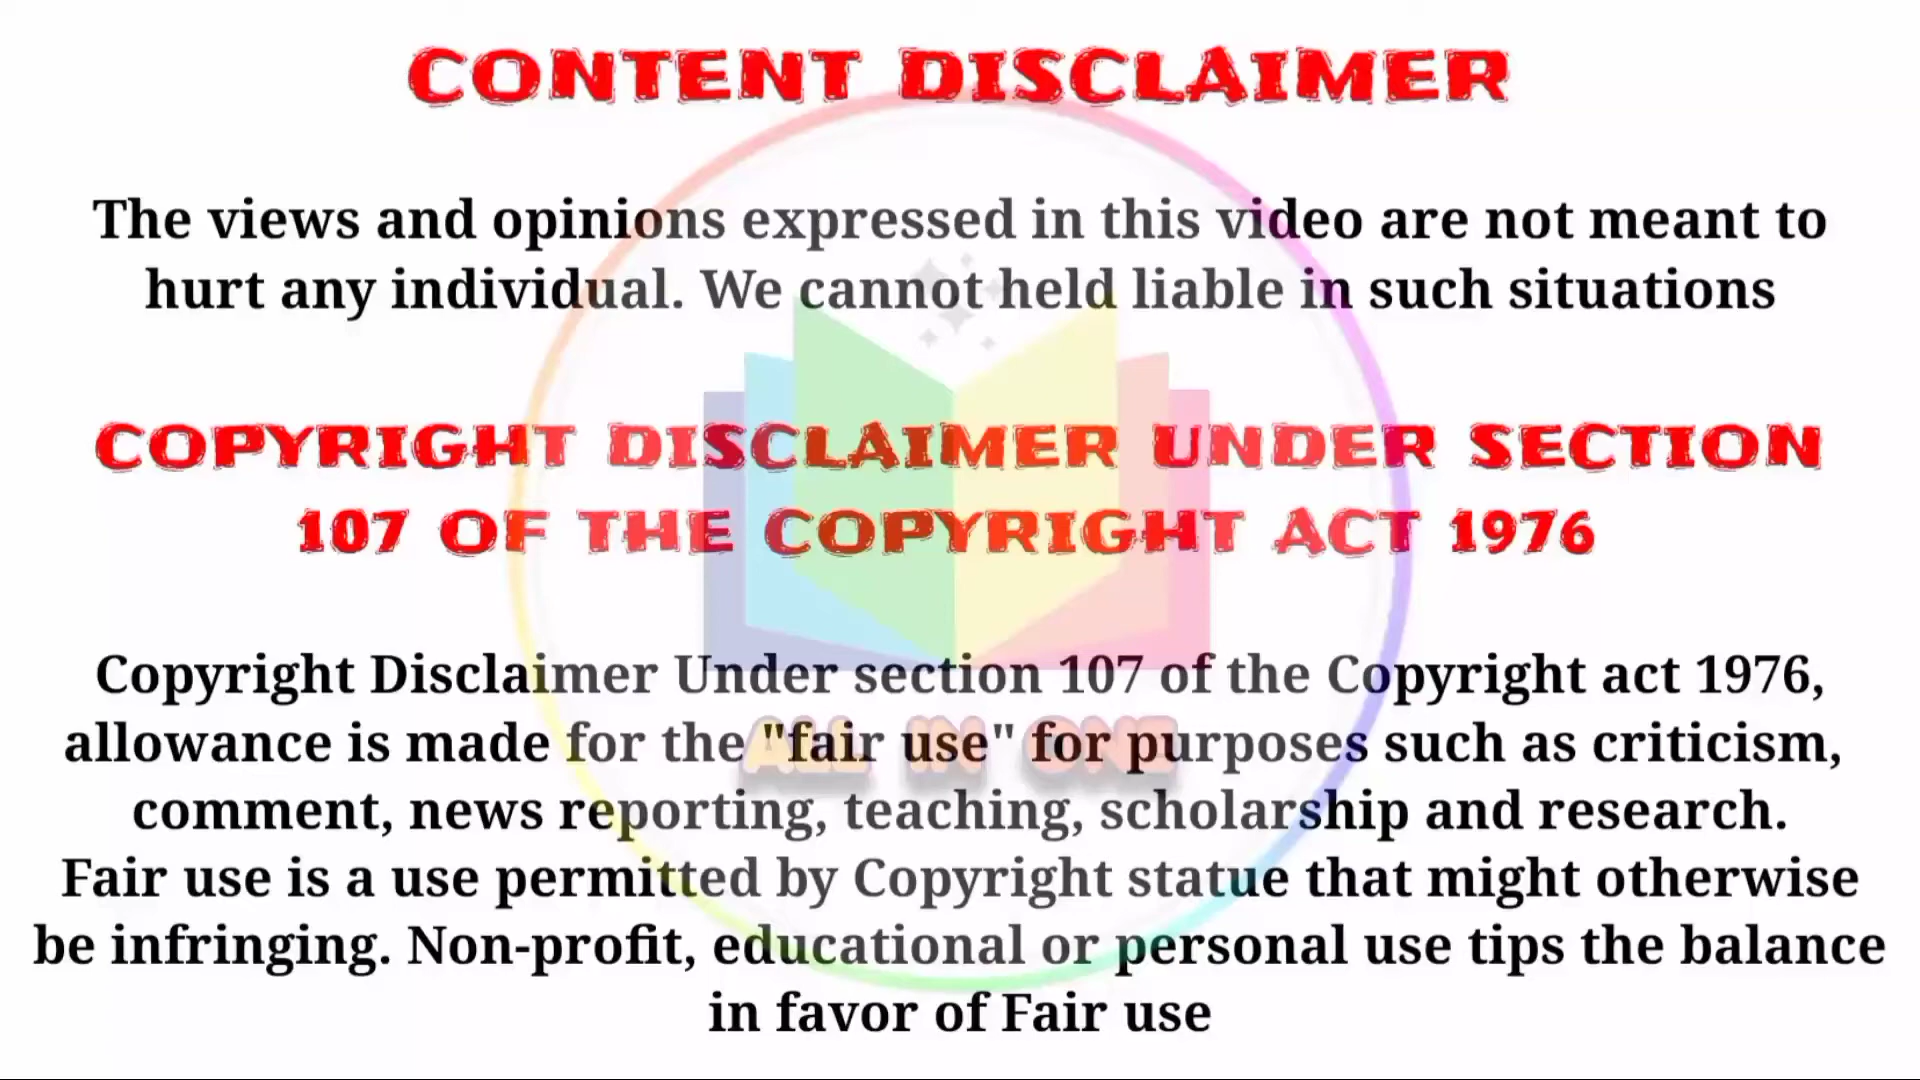 CONTENT DISCLAIMER
The views and opinions expressed in this video are not meant to
hurt any individual. We cannot held liable in such situations
COPYRIGHT DISCLAIMER UNDER SECTION
107 OF THE COPYRIGHT ACT 1976
Copyright Disclaimer Under section 107 of the Copyright act 1976,
allowance is made for the "fair use" for purposes such as criticism,
ALL IN ONE
comment, news reporting, teaching, scholarship and research.
Fair use is a use permitted by Copyright statue that might otherwise
be infringing. Non-profit, educational or personal use tips the balance
in favor of Fair use